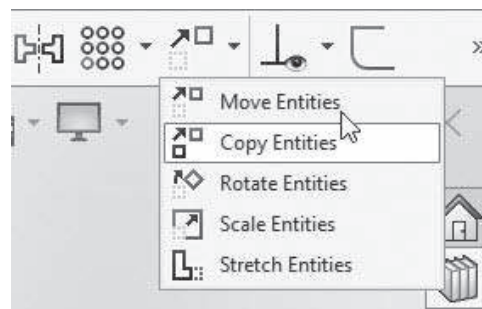 Move Entities
Copy Entities
Rotate Entities
Scale Entities
Stretch Entities